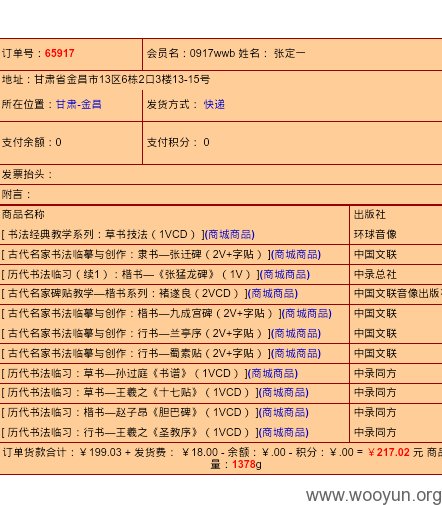 订单号：65917 会员名：0917wwb 姓名： 张定一
地址：甘肃省金昌市13区6栋2口3楼13-15号
所在位置：甘肃-金昌 发货方式： 快递
支付余额：0 支付积分： 0
发票抬头：
附言：
商品名称 出版社
[ 书法经典教学系列：草书技法（1VCD ） ](商城商品) 环球音像
[ 古代名家书法临摹与创作：隶书—张迁碑（2V+字贴 ） ](商城商品) 中国文联
[ 历代书法临习（续1）：楷书—《张猛龙碑》（1V ） ](商城商品) 中录总社
[ 古代名家碑贴教学—楷书系列：褚遂良（2VCD ） ](商城商品) 中国文联音像出版
[ 古代名家书法临摹与创作：楷书—九成宫碑（2V+字贴 ） ](商城商品) 中国文联
[ 古代名家书法临摹与创作：行书—兰亭序（2V+字贴 ） ](商城商品) 中国文联
[ 古代名家书法临摹与创作：行书—蜀素贴（2V+字贴 ） ](商城商品) 中国文联
[ 历代书法临习：草书—孙过庭《书谱》（1VCD ） ](商城商品) 中录同方
[ 历代书法临习：草书—王羲之《十七贴》（1VCD ） ](商城商品) 中录同方
[ 历代书法临习：楷书—赵子昂《胆巴碑》（1VCD ） ](商城商品) 中录同方
[ 历代书法临习：行书—王羲之《圣教序》（1VCD ） ](商城商品) 中录同方
订单货款合计：￥199.03 + 发货费： ￥18.00 - 余额：￥.00 - 积分：￥.00 = ￥217.02 元 商品
量：1378g
www.wooyun.org